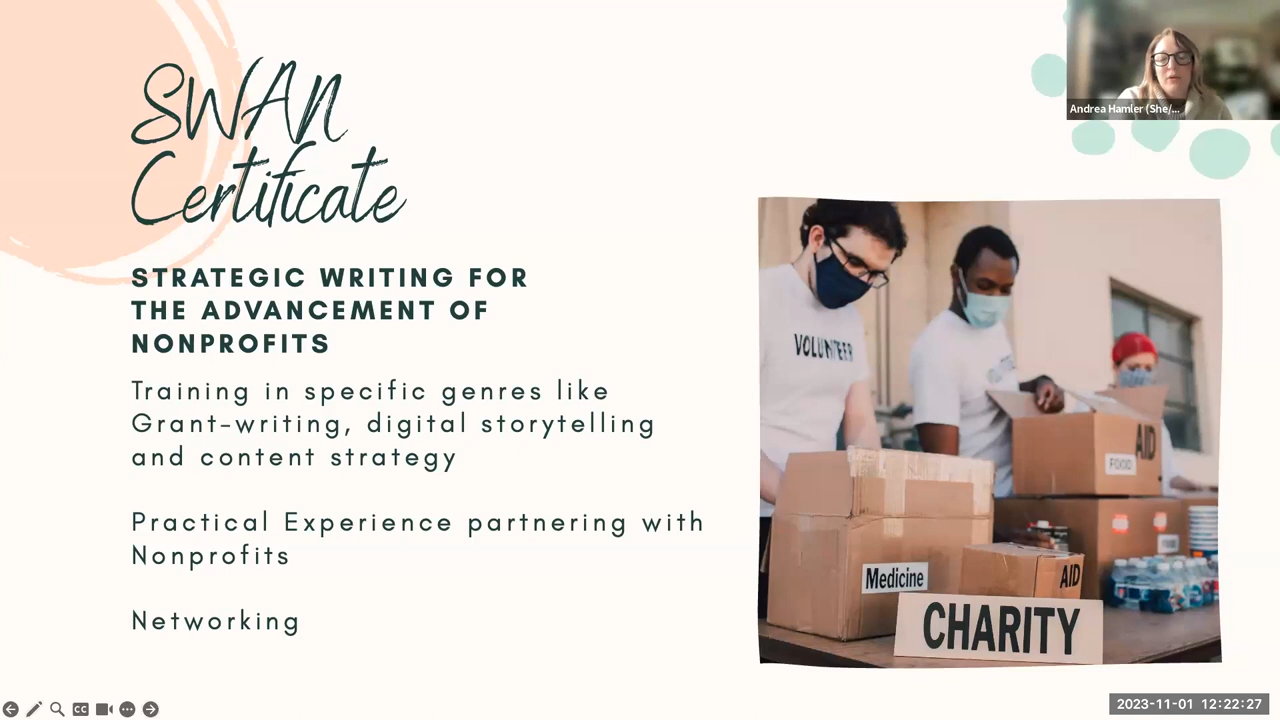 SWAN
Certificate
STRATEGIC WRITING FOR
THE ADVANCEMENT OF
NONPROFITS
Training in specific genres like
Grant-writing, digital storytelling
and content strategy
Practical Experience partnering with
Nonprofits
Networking
Andrea Hamler (She/...
VOLUNTEER
AID
FOOD
Medicine
AID
CHARITY
CC
2023-11-01 12:22:27